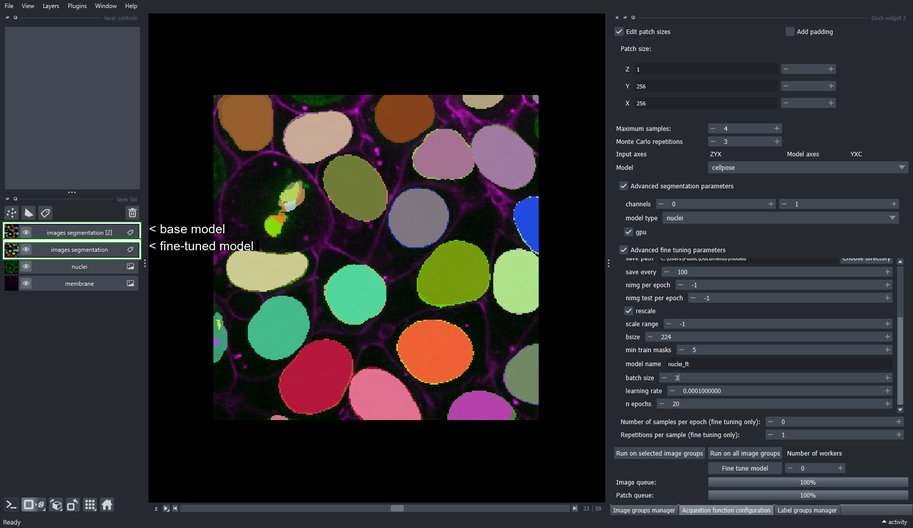 File View Layers Plugins Window Help
layer controls
layer list
images segmentation [2]
images segmentation
nuclei
membrane
< base model
< fine-tuned model
z
33 59
Ready
activity
Dock widget 2
Edit patch sizes Add padding
Patch size:
Z 1
Y 256
X 256
Maximum samples: 4
Monte Carlo repetitions 3
Input axes ZYX Model axes YXC
Model cellpose
Advanced segmentation parameters
channels 0 1
model type nuclei
gpu
Advanced fine tuning parameters
save every 100
nimg per epoch -1
nimg test per epoch -1
rescale
scale range -1
bsize 224
min train masks 5
model name nuclei_ft
batch size 3
learning rate 0.0001000000
n epochs 20
Number of samples per epoch (fine tuning only): 0
Repetitions per sample (fine tuning only): 1
Run on selected image groups Run on all image groups Number of workers
Fine tune model 0
Image queue: 100%
Patch queue: 100%
Image groups manager Acquisition function configuration Label groups manager